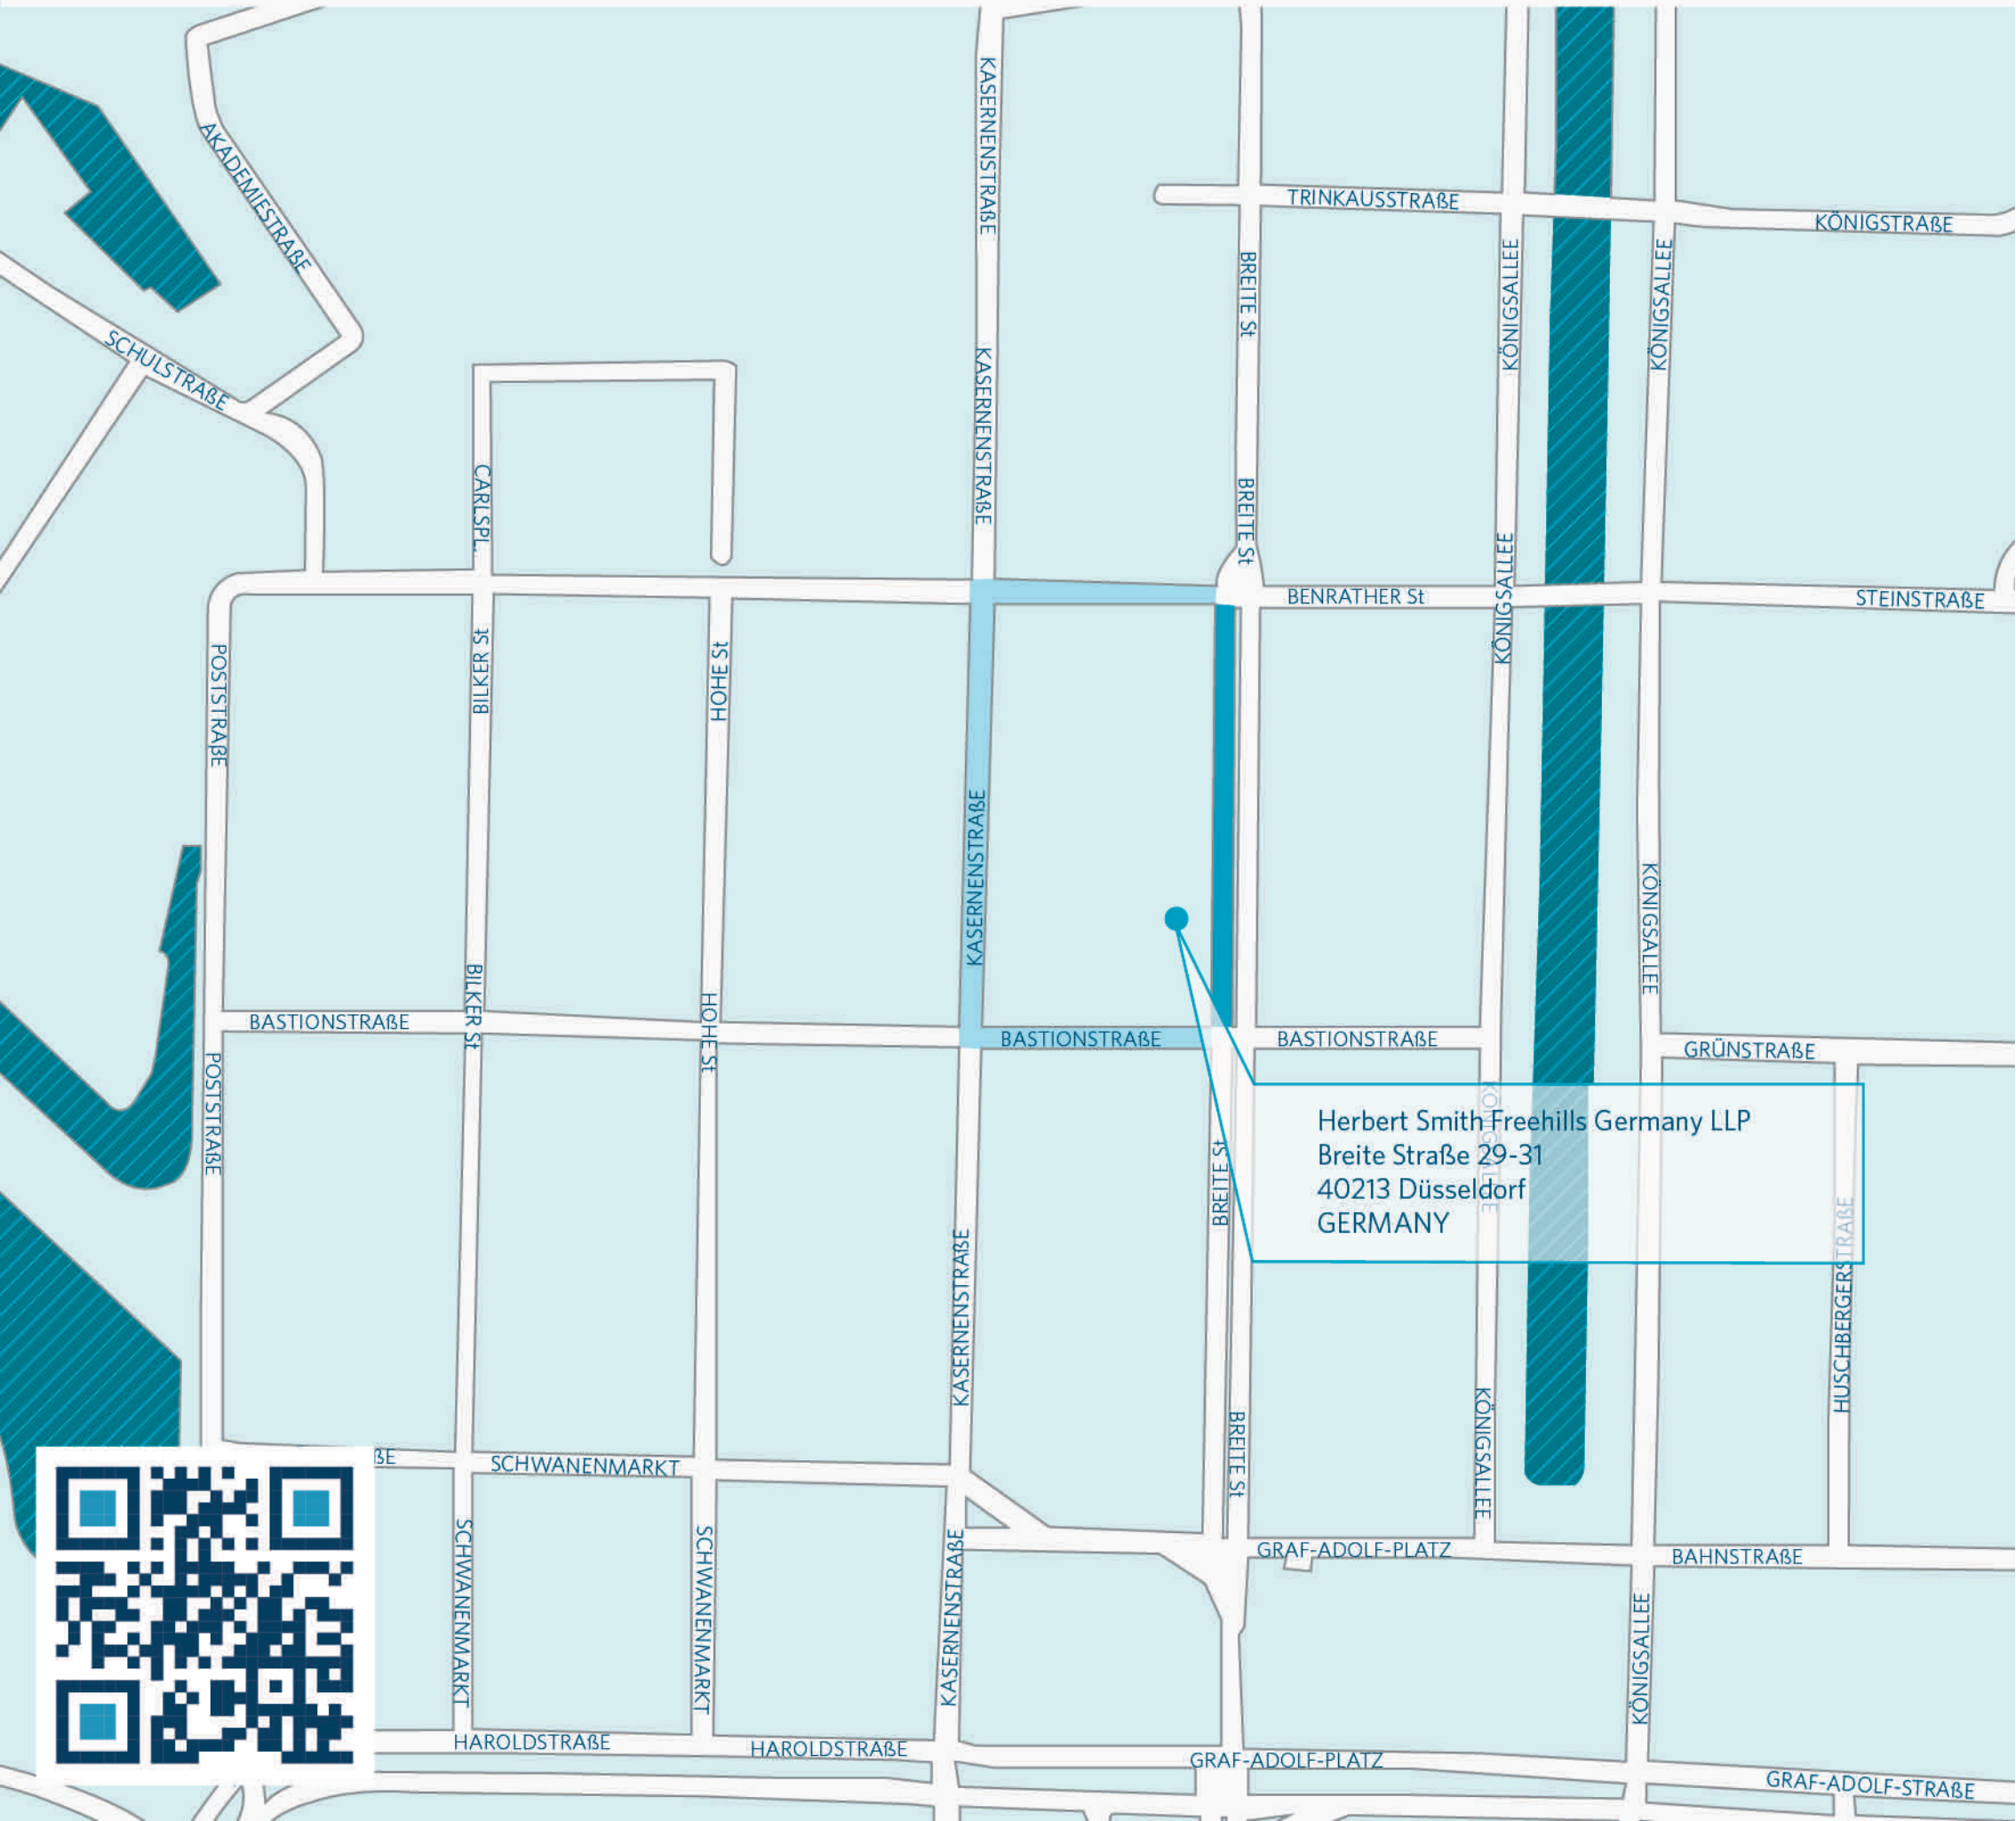 KASERNENSTRAßE
AKADEMIESTRAßE
TRINKAUSSTRAßE
KÖNIGSTRAßE
BREITE St
KÖNIGSALLEE
KÖNIGSALLEE
SCHULSTRAßE
KASERNENSTRAßE
CARLSPL.
BREITE St
KÖNIGSALLEE
BENRATHER St
STEINSTRAßE
POSTSTRAßE
BILKER St
HOHE St
KASERNENSTRAßE
KÖNIGSALLEE
BILKER St
HOHE St
BASTIONSTRAßE
BASTIONSTRAßE
BASTIONSTRAßE
GRÜNSTRAßE
POSTSTRAßE
KÖNIGSALLEE
Herbert Smith Freehills Germany LLP
Breite Straße 29-31
40213 Düsseldorf
GERMANY
BREITE St
HUSCHBERGERSTRAßE
KASERNENSTRAßE
BREITE St
KÖNIGSALLEE
ßE
SCHWANENMARKT
SCHWANENMARKT
SCHWANENMARKT
KASERNENSTRAßE
GRAF-ADOLF-PLATZ
BAHNSTRAßE
KÖNIGSALLEE
HAROLDSTRAßE
HAROLDSTRAßE
GRAF-ADOLF-PLATZ
GRAF-ADOLF-STRAßE